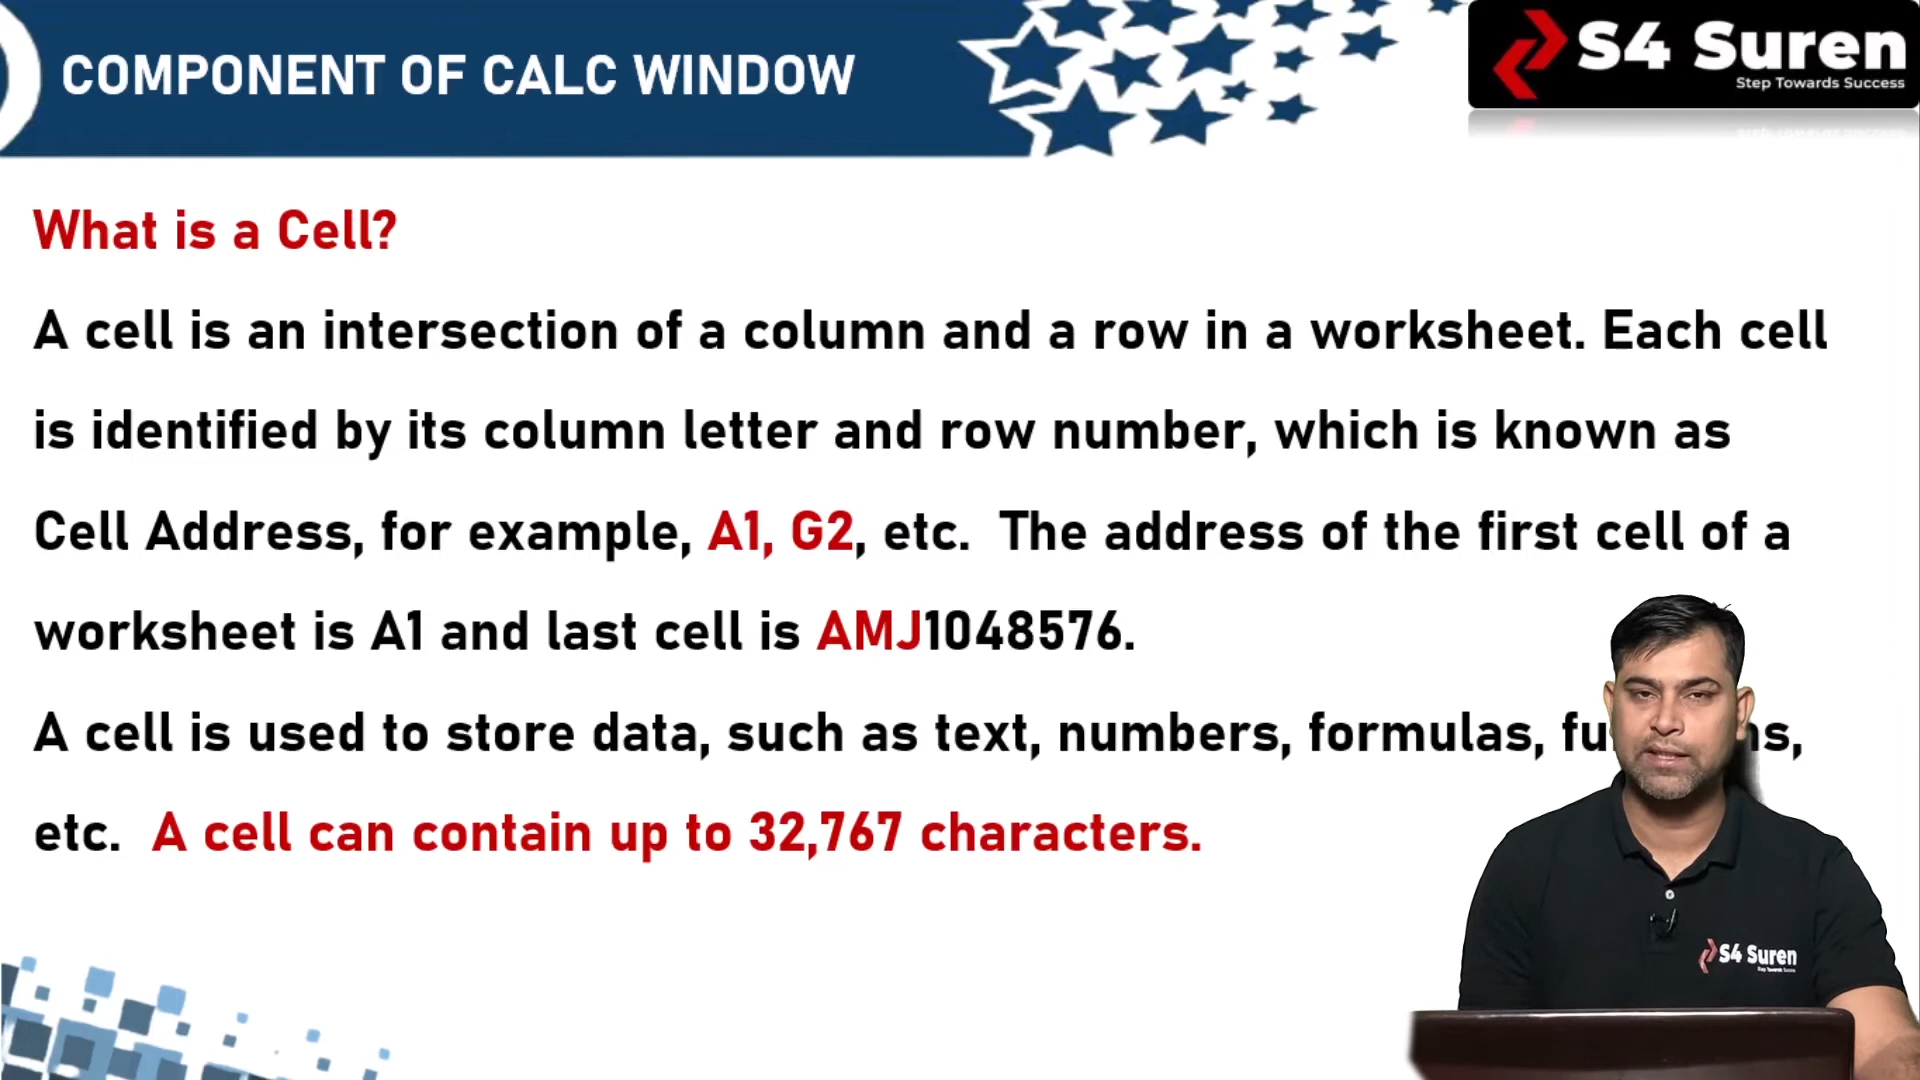 COMPONENT OF CALC WINDOW
S4 Suren
Step Towards Success
What is a Cell?
A cell is an intersection of a column and a row in a worksheet. Each cell
is identified by its column letter and row number, which is known as
Cell Address, for example, A1, G2, etc. The address of the first cell of a
worksheet is A1 and last cell is AMJ1048576.
A cell is used to store data, such as text, numbers, formulas,
etc. A cell can contain up to 32,767 characters.
S4 Suren
Step Towards Success